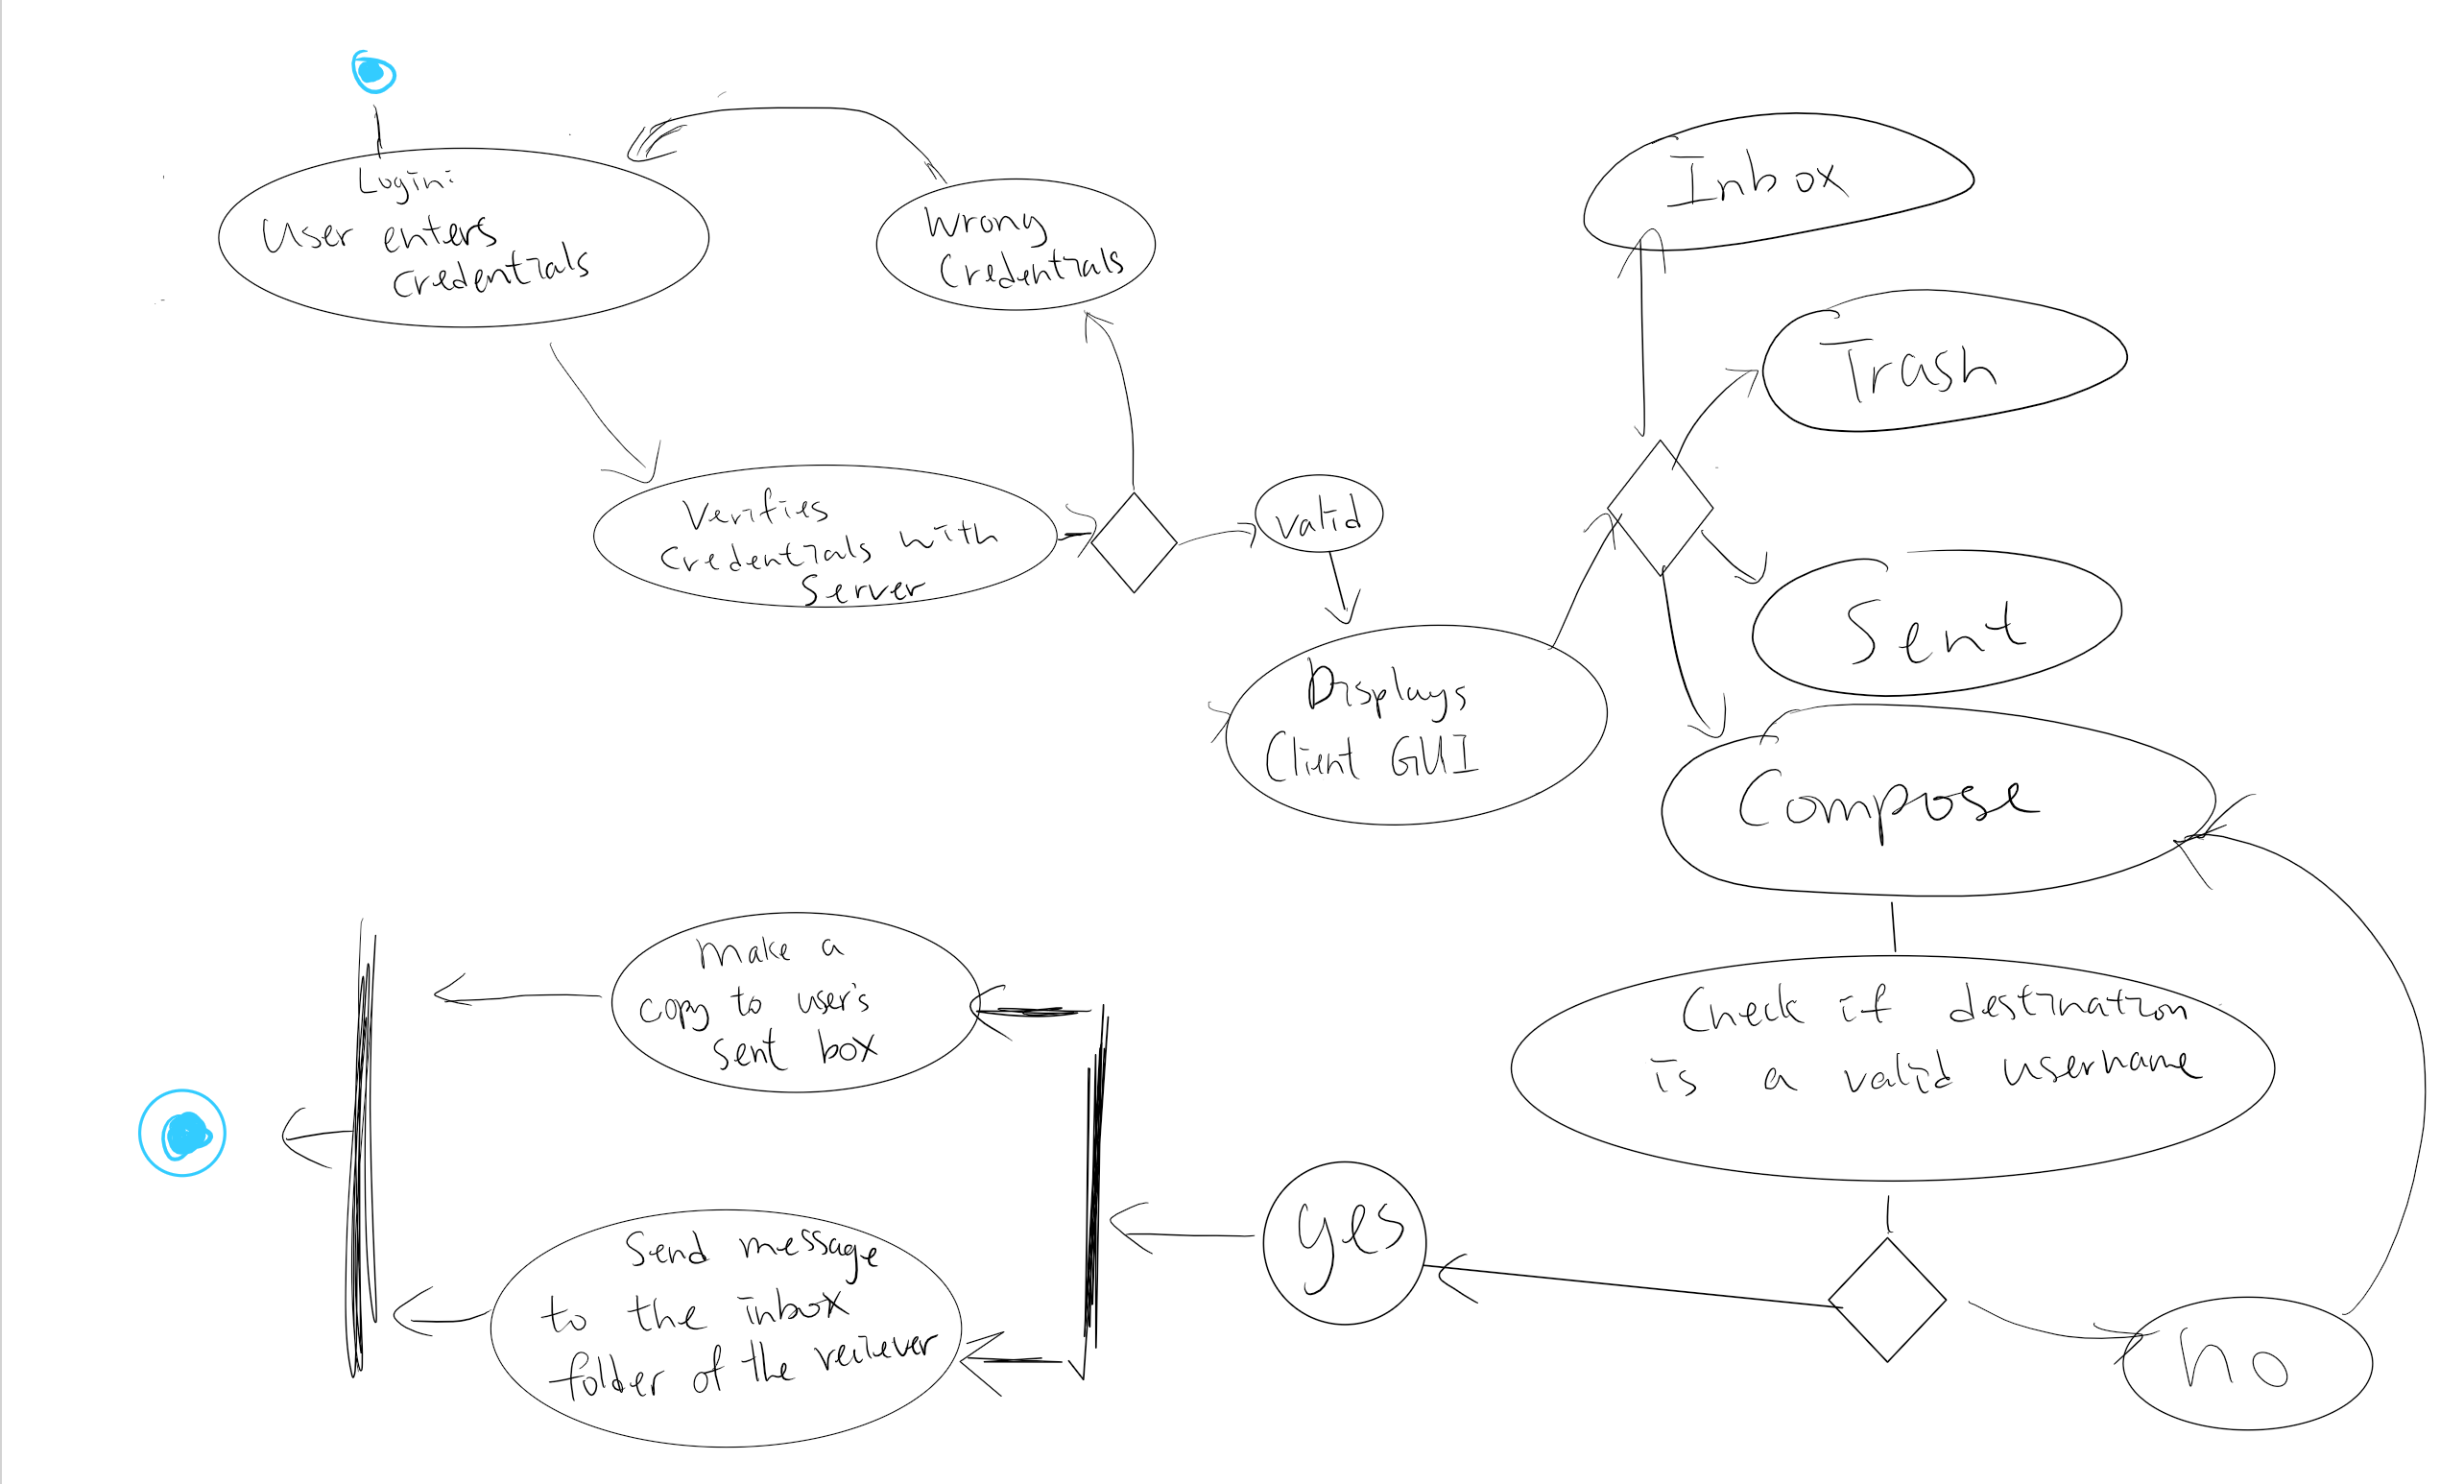 Login:
User enters
credentials
Wrong
Credentials
Verifies
Credentials with
Server
valid
Displays
Client GUI
Inbox
Trash
Sent
Compose
Check if destination
is a valid username
yes
no
make a
copy to user's
sent box
Send message
to the inbox
folder of the